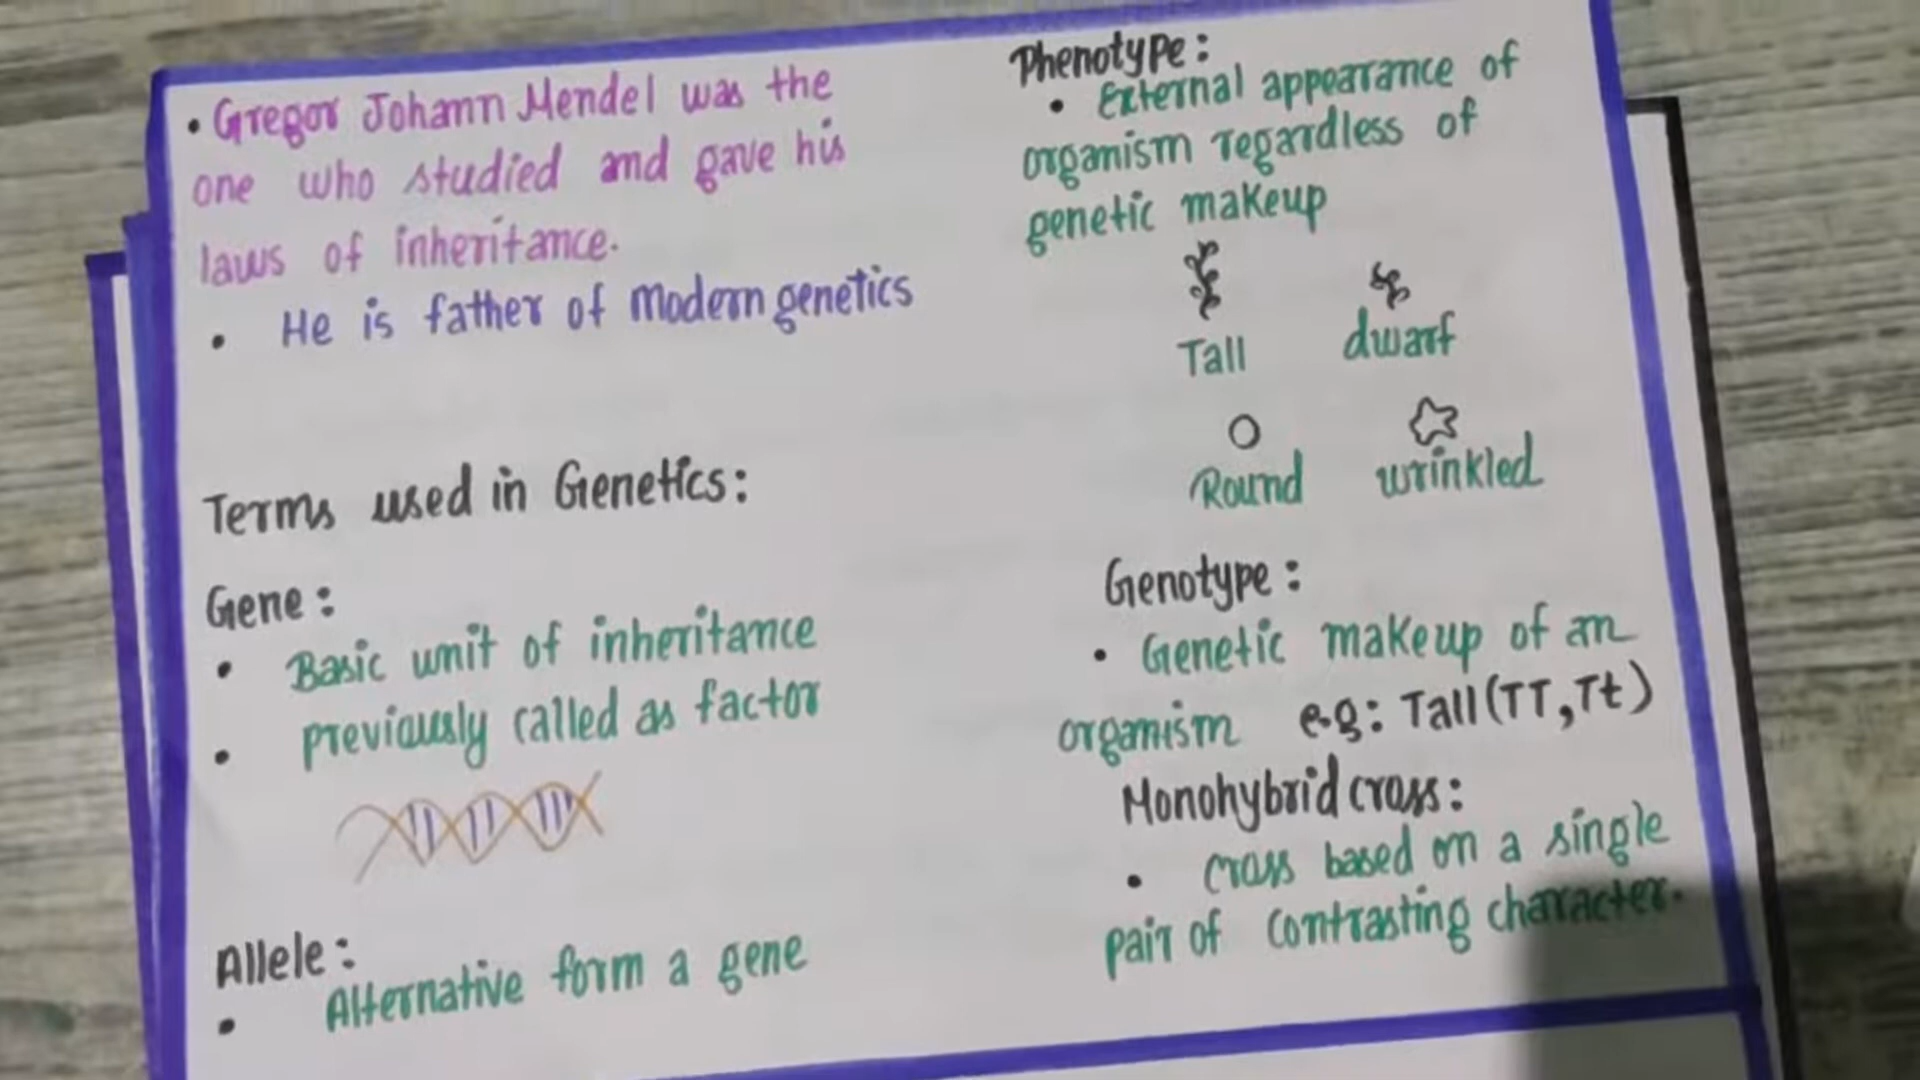 • Gregor Johann Mendel was the
one who studied and gave his
laws of inheritance.
• He is father of Modern genetics
Terms used in Genetics:
Gene:
• Basic unit of inheritance
• previously called as factor
Allele:
• Alternative form a gene
Phenotype:
• External appearance of
organism regardless of
genetic makeup
Tall dwarf
Round wrinkled
Genotype:
• Genetic makeup of an
organism e.g: Tall (TT, Tt)
Monohybrid cross:
• cross based on a single
pair of contrasting character.